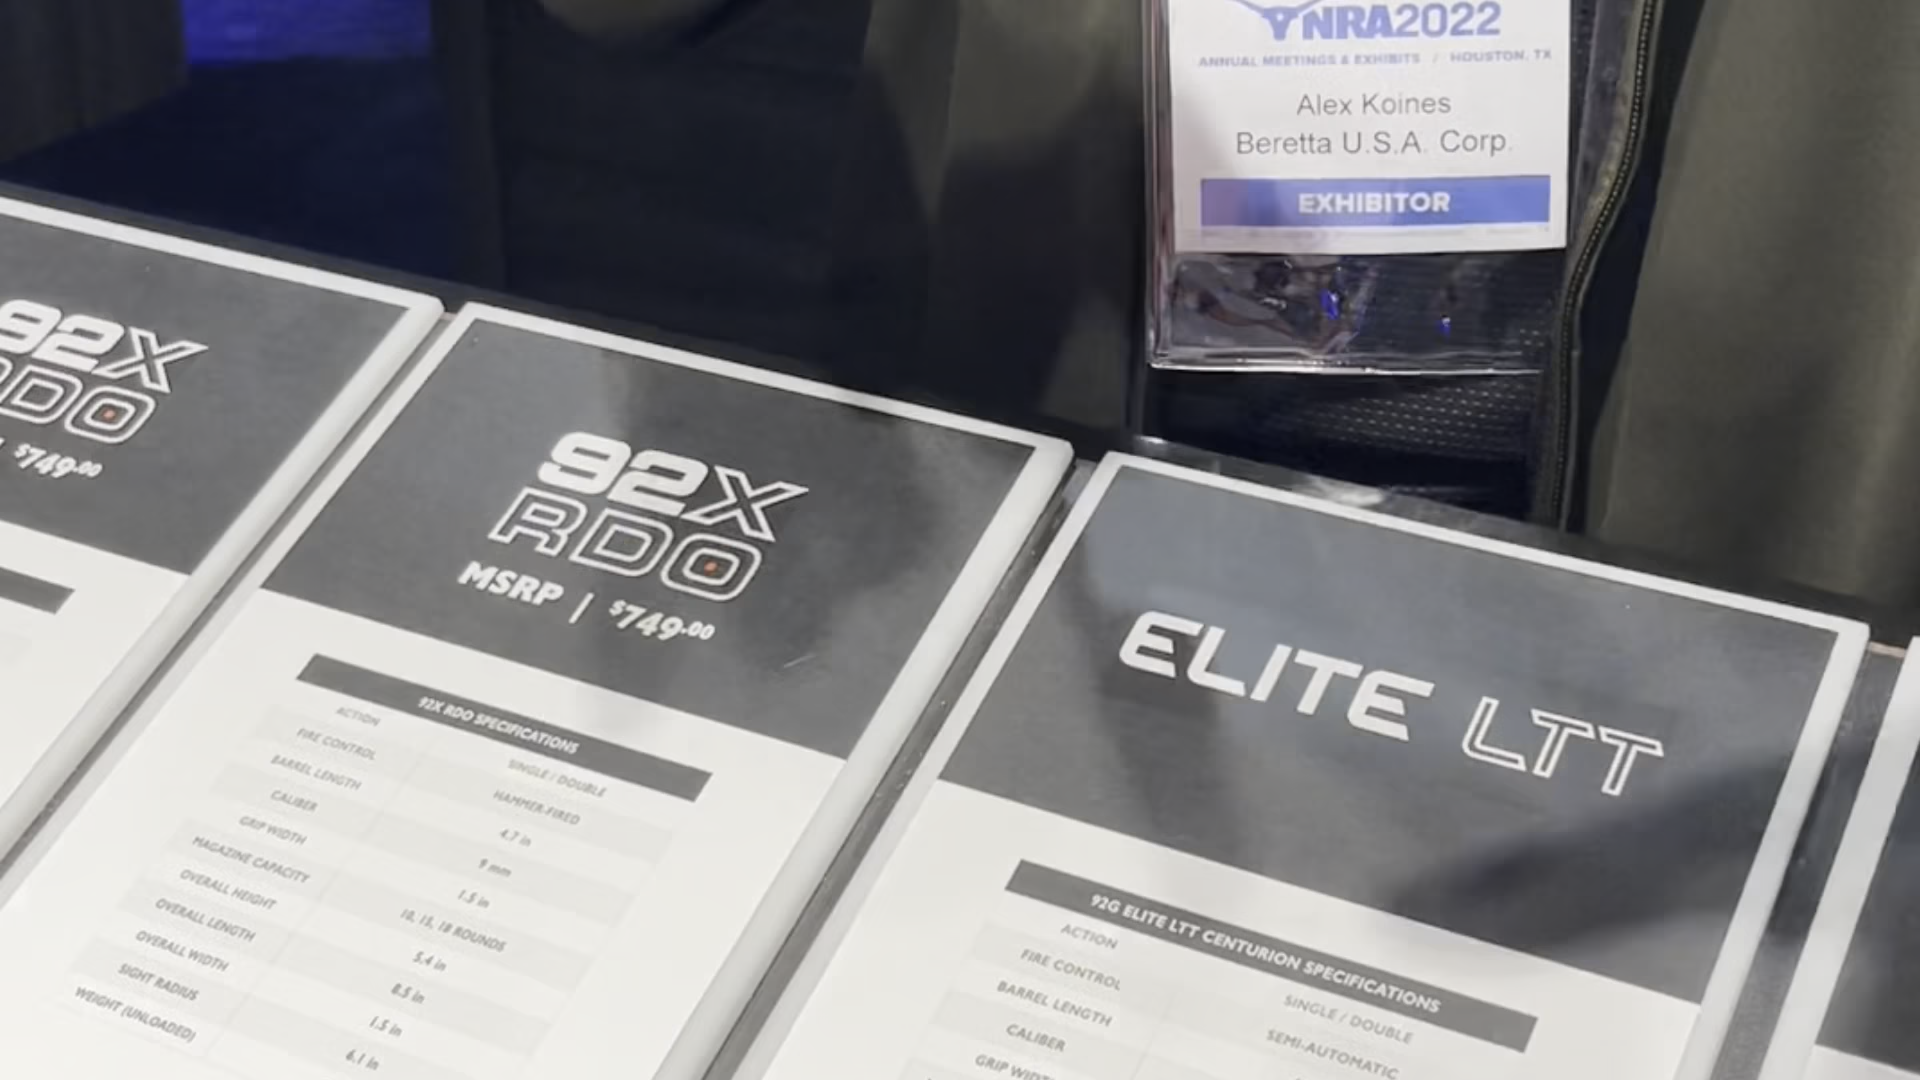 NRA2022
ANNUAL MEETINGS & EXHIBITS / HOUSTON, TX
Alex Koines
Beretta U.S.A. Corp.
EXHIBITOR
92X
RDO
$749.00
92X
RDO
MSRP | $749.00
92X RDO SPECIFICATIONS
ACTION SINGLE / DOUBLE
FIRE CONTROL HAMMER-FIRED
BARREL LENGTH 4.7 in
CALIBER 9 mm
GRIP WIDTH 1.5 in
MAGAZINE CAPACITY 10, 15, 18 ROUNDS
OVERALL HEIGHT 5.4 in
OVERALL LENGTH 8.5 in
OVERALL WIDTH 1.5 in
SIGHT RADIUS 6.1 in
WEIGHT (UNLOADED)
ELITE LTT
92G ELITE LTT CENTURION SPECIFICATIONS
ACTION SINGLE / DOUBLE
FIRE CONTROL SEMI-AUTOMATIC
BARREL LENGTH
CALIBER
GRIP WIDTH